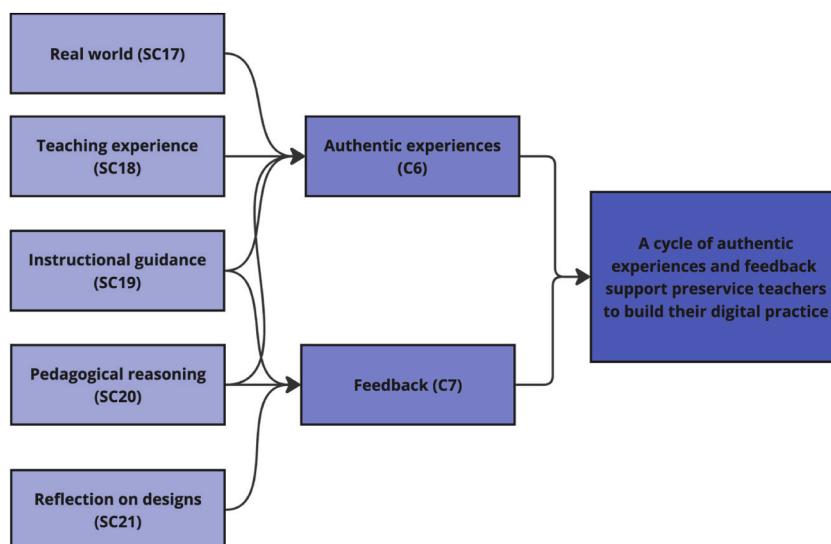 Real world (SC17)
Teaching experience
(SC18)
Instructional guidance
(SC19)
Pedagogical reasoning
(SC20)
Reflection on designs
(SC21)
Authentic experiences
(C6)
Feedback (C7)
A cycle of authentic
experiences and feedback
support preservice teachers
to build their digital practice